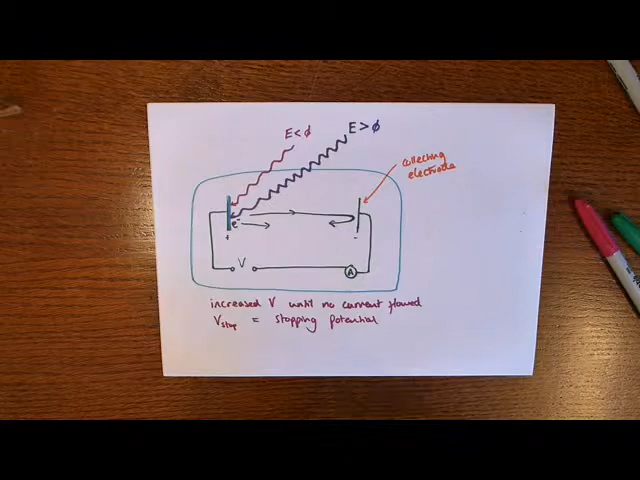 E<φ
E>φ
collecting
electrode
e⁻
+
-
V
A
increased V until no current flowed
Vstop = stopping potential